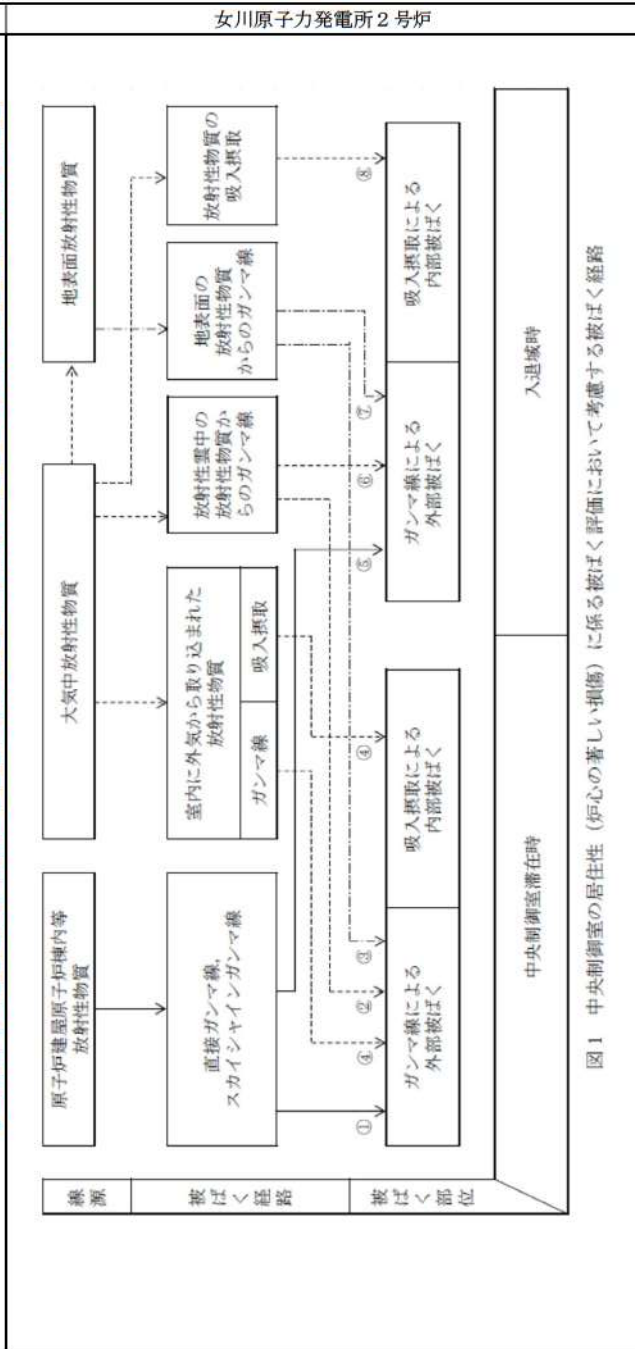 女川原子力発電所２号炉
線源
原子炉建屋原子炉棟内等
放射性物質
大気中放射性物質
地表面放射性物質
被ばく経路
直接ガンマ線，
スカイシャインガンマ線
室内に外気から取り込まれた
放射性物質
ガンマ線
吸入摂取
放射性雲中の
放射性物質か
らのガンマ線
地表面の
放射性物質
からのガンマ線
放射性物質の
吸入摂取
①
④
②
③
④
⑤
⑥
⑦
⑧
被ばく部位
ガンマ線による
外部被ばく
吸入摂取による
内部被ばく
ガンマ線による
外部被ばく
吸入摂取による
内部被ばく
中央制御室滞在時
入退域時
図１ 中央制御室の居住性（炉心の著しい損傷）に係る被ばく評価において考慮する被ばく経路